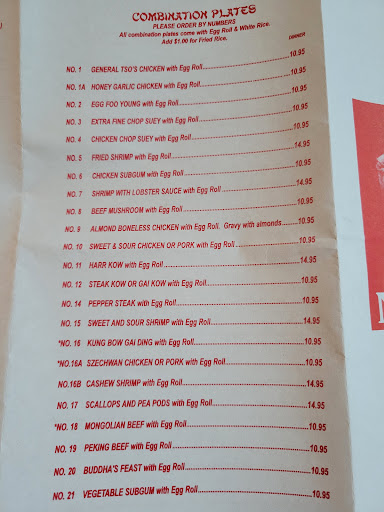 COMBINATION PLATES
PLEASE ORDER BY NUMBERS
All combination plates come with Egg Roll & White Rice.
Add $1.00 for Fried Rice.
DINNER
NO. 1 GENERAL TSO'S CHICKEN with Egg Roll 10.95
NO. 1A HONEY GARLIC CHICKEN with Egg Roll 10.95
NO. 2 EGG FOO YOUNG with Egg Roll 10.95
NO. 3 EXTRA FINE CHOP SUEY with Egg Roll 10.95
NO. 4 CHICKEN CHOP SUEY with Egg Roll 10.95
NO. 5 FRIED SHRIMP with Egg Roll 14.95
NO. 6 CHICKEN SUBGUM with Egg Roll 10.95
NO. 7 SHRIMP WITH LOBSTER SAUCE with Egg Roll 14.95
NO. 8 BEEF MUSHROOM with Egg Roll 10.95
NO. 9 ALMOND BONELESS CHICKEN with Egg Roll. Gravy with almonds 10.95
NO. 10 SWEET & SOUR CHICKEN OR PORK with Egg Roll 10.95
NO. 11 HARR KOW with Egg Roll 14.95
NO. 12 STEAK KOW OR GAI KOW with Egg Roll 10.95
NO. 14 PEPPER STEAK with Egg Roll 10.95
NO. 15 SWEET AND SOUR SHRIMP with Egg Roll 14.95
*NO. 16 KUNG BOW GAI DING with Egg Roll 10.95
*NO. 16A SZECHWAN CHICKEN OR PORK with Egg Roll 10.95
NO. 16B CASHEW SHRIMP with Egg Roll 14.95
NO. 17 SCALLOPS AND PEA PODS with Egg Roll 14.95
*NO. 18 MONGOLIAN BEEF with Egg Roll 10.95
NO. 19 PEKING BEEF with Egg Roll 10.95
NO. 20 BUDDHA'S FEAST with Egg Roll 10.95
NO. 21 VEGETABLE SUBGUM with Egg Roll 10.95